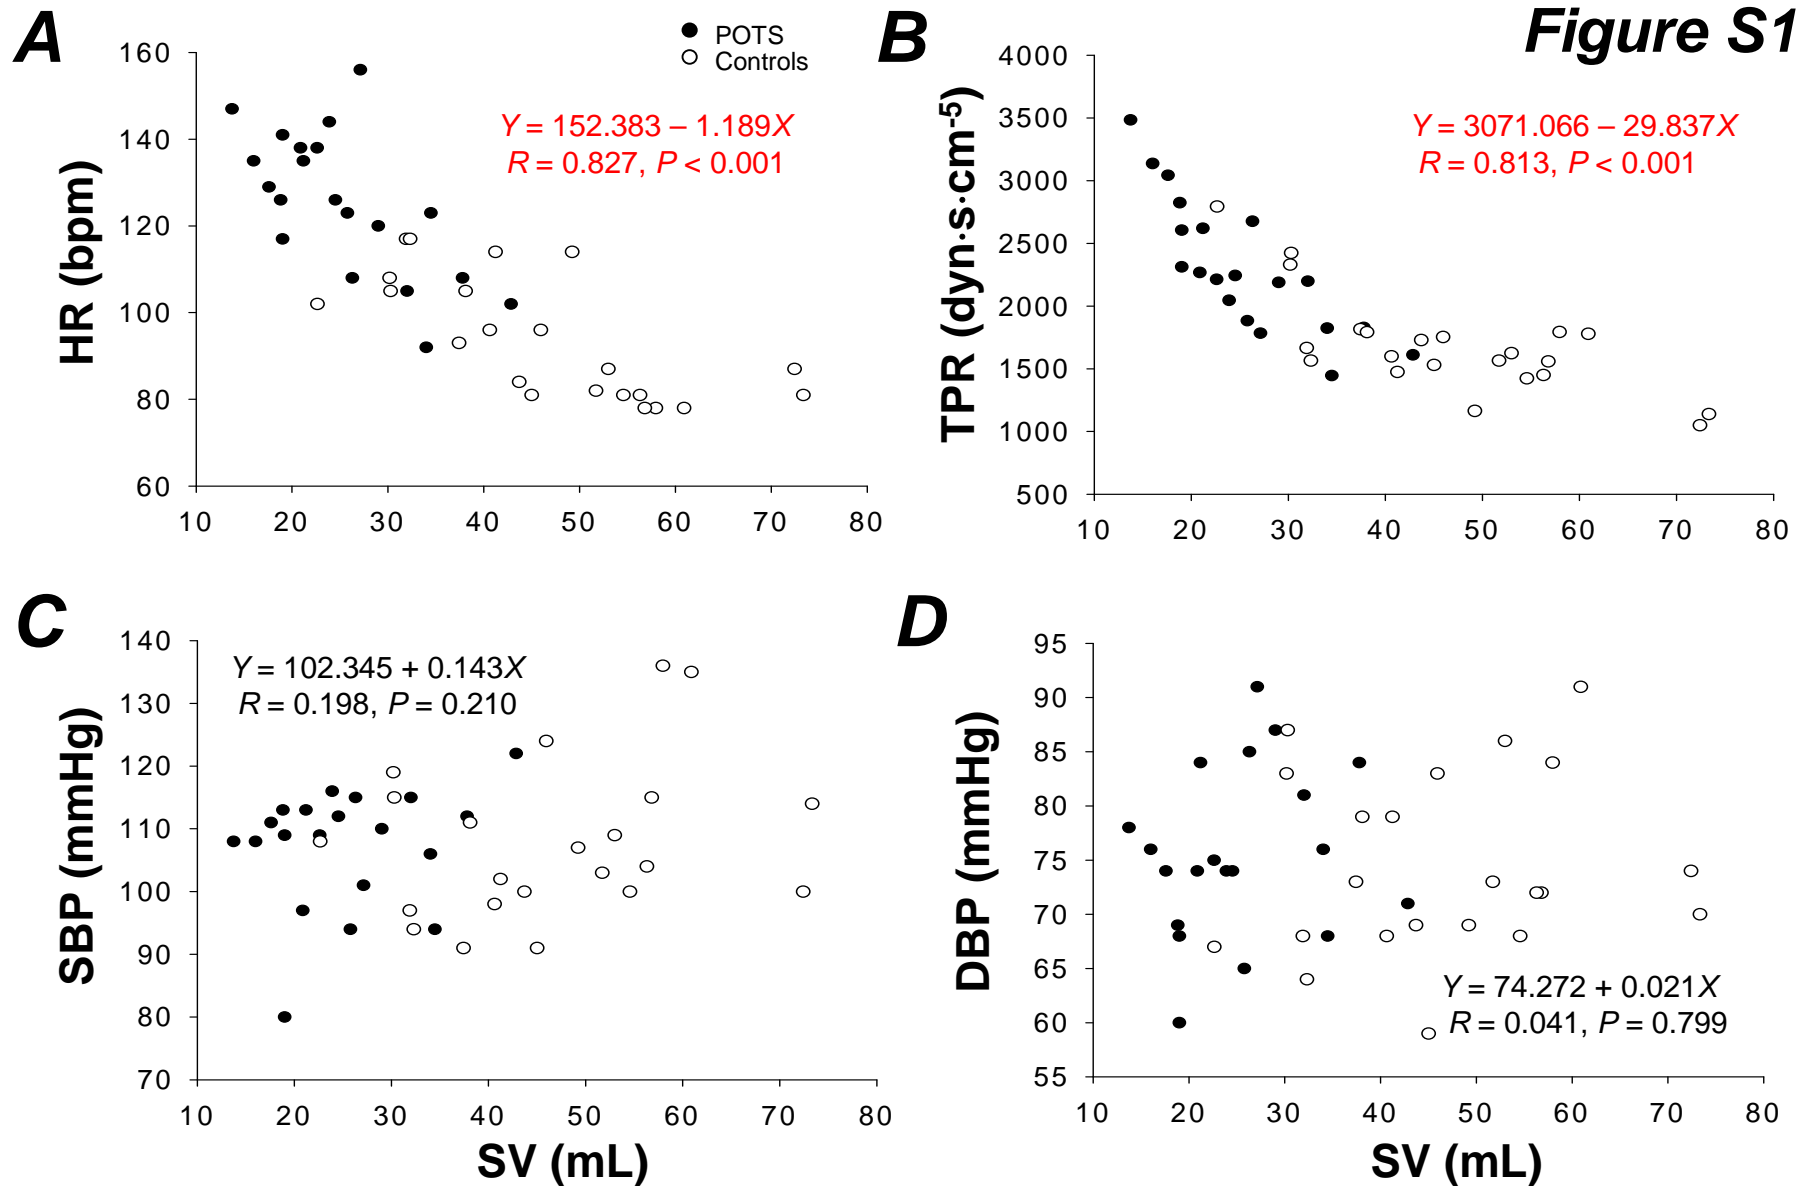 Figure S1
A
POTS
Controls
160
140
120
100
80
60
HR (bpm)
Y = 152.383 – 1.189X
R = 0.827, P < 0.001
10 20 30 40 50 60 70 80
B
4000
3500
3000
2500
2000
1500
1000
500
TPR (dyn·s·cm⁻⁵)
Y = 3071.066 – 29.837X
R = 0.813, P < 0.001
10 20 30 40 50 60 70 80
C
140
130
120
110
100
90
80
70
SBP (mmHg)
Y = 102.345 + 0.143X
R = 0.198, P = 0.210
10 20 30 40 50 60 70 80
SV (mL)
D
95
90
85
80
75
70
65
60
55
DBP (mmHg)
Y = 74.272 + 0.021X
R = 0.041, P = 0.799
10 20 30 40 50 60 70 80
SV (mL)